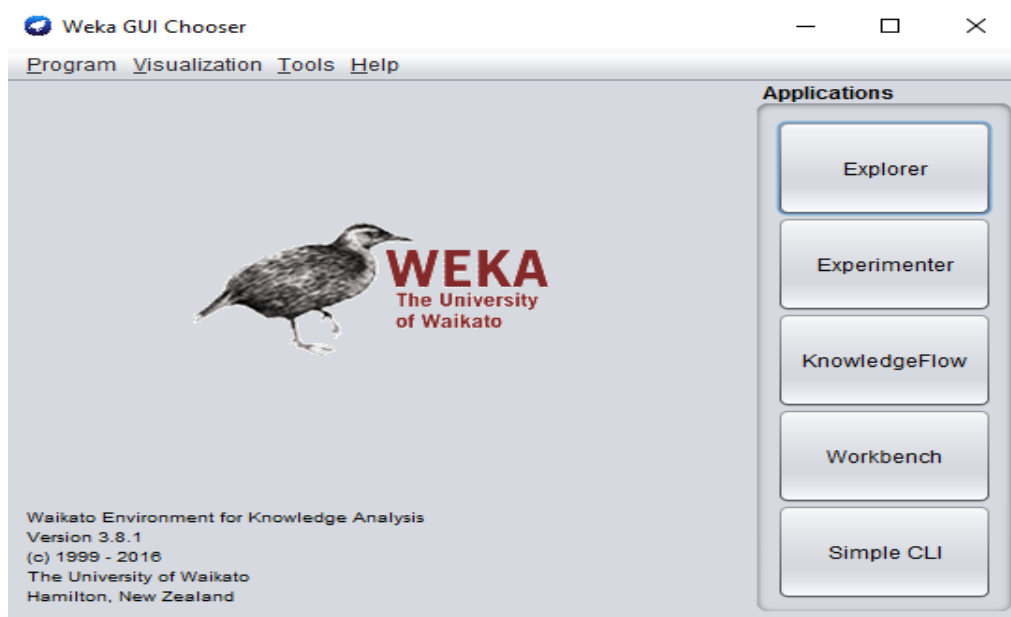 Weka GUI Chooser
Program Visualization Tools Help
Applications
Explorer
Experimenter
KnowledgeFlow
Workbench
Simple CLI
WEKA
The University
of Waikato
Waikato Environment for Knowledge Analysis
Version 3.8.1
(c) 1999 - 2016
The University of Waikato
Hamilton, New Zealand